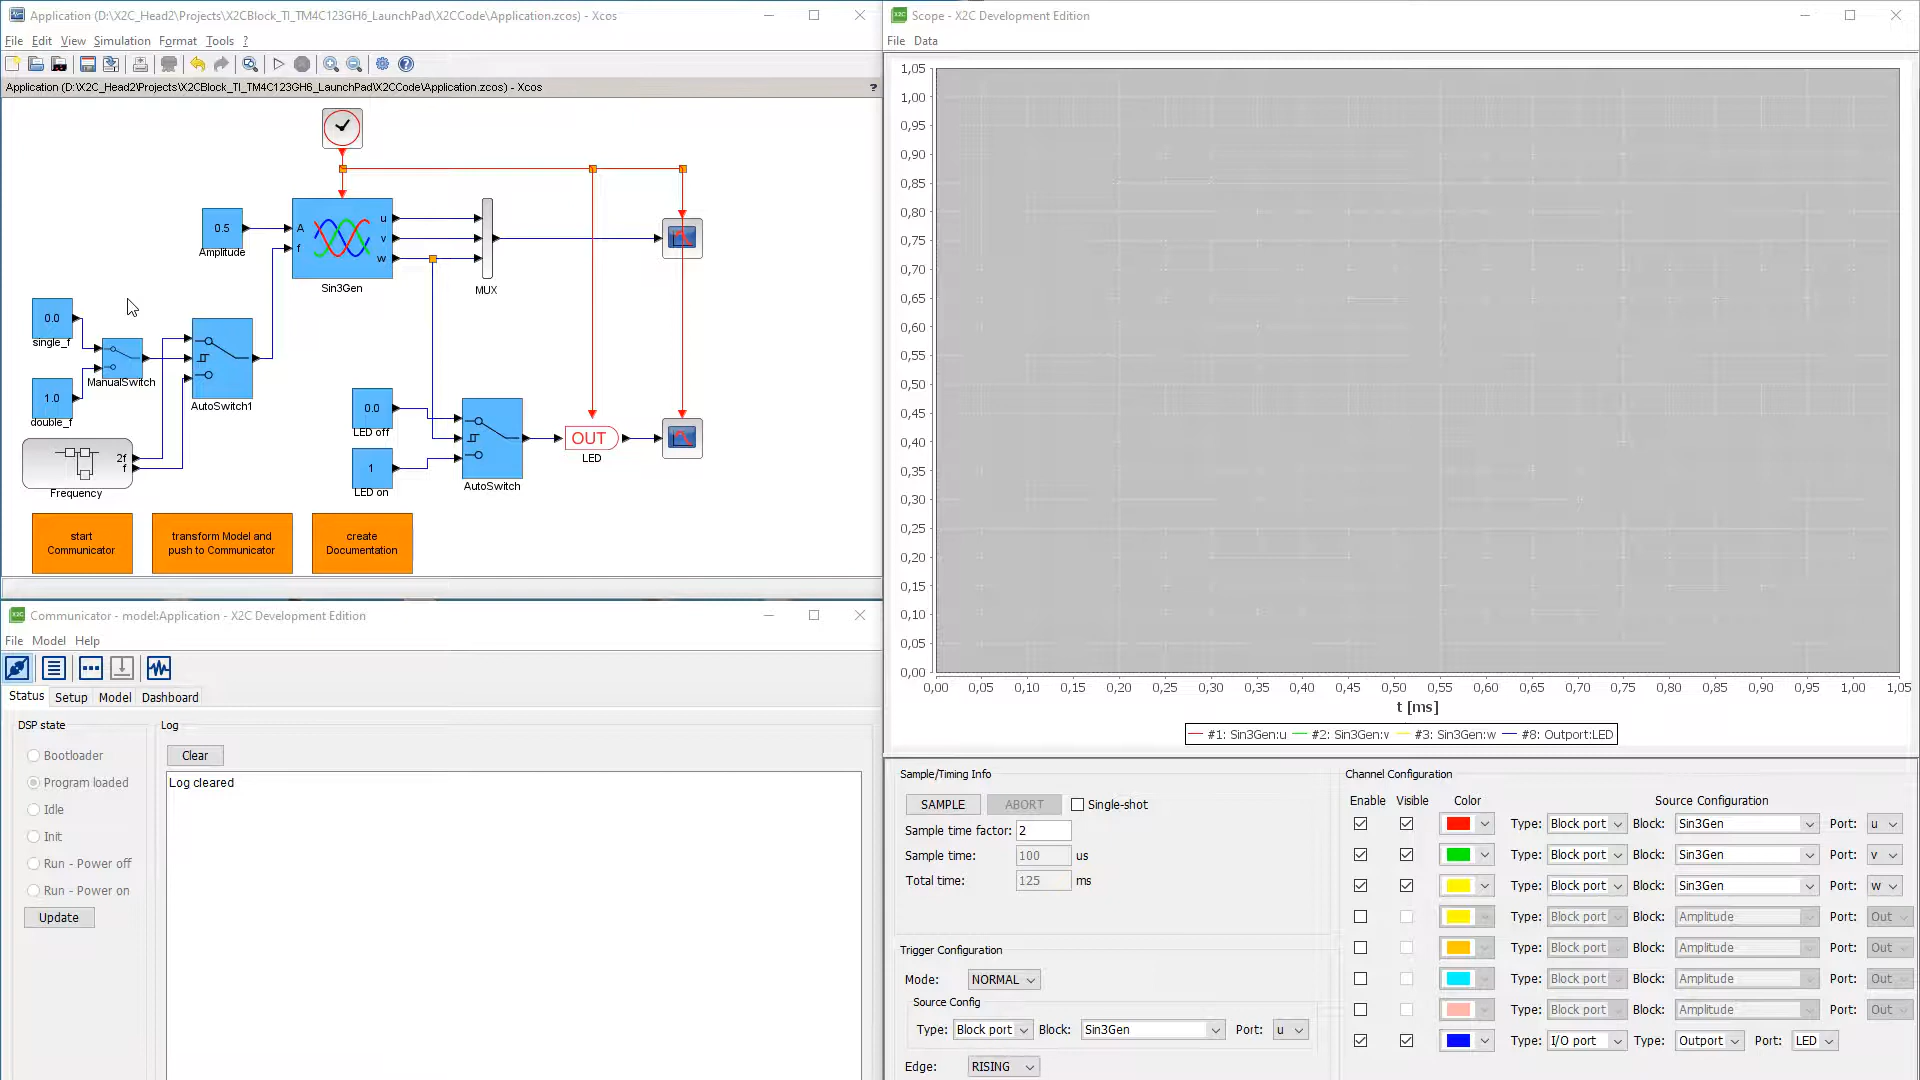 Application (D:\X2C_Head2\Projects\X2CBlock_TI_TM4C123GH6_LaunchPad\X2CCode\Application.zcos) - Xcos
File Edit View Simulation Format Tools ?
Application (D:\X2C_Head2\Projects\X2CBlock_TI_TM4C123GH6_LaunchPad\X2CCode\Application.zcos) - Xcos ?
0.5
Amplitude
A
f
u
v
w
Sin3Gen
MUX
0.0
single_f
ManualSwitch
1.0
double_f
AutoSwitch1
2f
f
Frequency
0.0
LED off
1
LED on
AutoSwitch
OUT
LED
start
Communicator
transform Model and
push to Communicator
create
Documentation
Communicator - model:Application - X2C Development Edition
File Model Help
Status Setup Model Dashboard
DSP state
Bootloader
Program loaded
Idle
Init
Run - Power off
Run - Power on
Update
Log
Clear
Log cleared
X2C Scope - X2C Development Edition
File Data
1,05
1,00
0,95
0,90
0,85
0,80
0,75
0,70
0,65
0,60
0,55
0,50
0,45
0,40
0,35
0,30
0,25
0,20
0,15
0,10
0,05
0,00
0,00 0,05 0,10 0,15 0,20 0,25 0,30 0,35 0,40 0,45 0,50 0,55 0,60 0,65 0,70 0,75 0,80 0,85 0,90 0,95 1,00 1,05
t [ms]
#1: Sin3Gen:u #2: Sin3Gen:v #3: Sin3Gen:w #8: Outport:LED
Sample/Timing Info
SAMPLE ABORT Single-shot
Sample time factor: 2
Sample time: 100 us
Total time: 125 ms
Trigger Configuration
Mode: NORMAL
Source Config
Type: Block port Block: Sin3Gen Port: u
Edge: RISING
Channel Configuration
Enable Visible Color Source Configuration
Type: Block port Block: Sin3Gen Port: u
Type: Block port Block: Sin3Gen Port: v
Type: Block port Block: Sin3Gen Port: w
Type: Block port Block: Amplitude Port: Out
Type: Block port Block: Amplitude Port: Out
Type: Block port Block: Amplitude Port: Out
Type: Block port Block: Amplitude Port: Out
Type: I/O port Type: Outport Port: LED